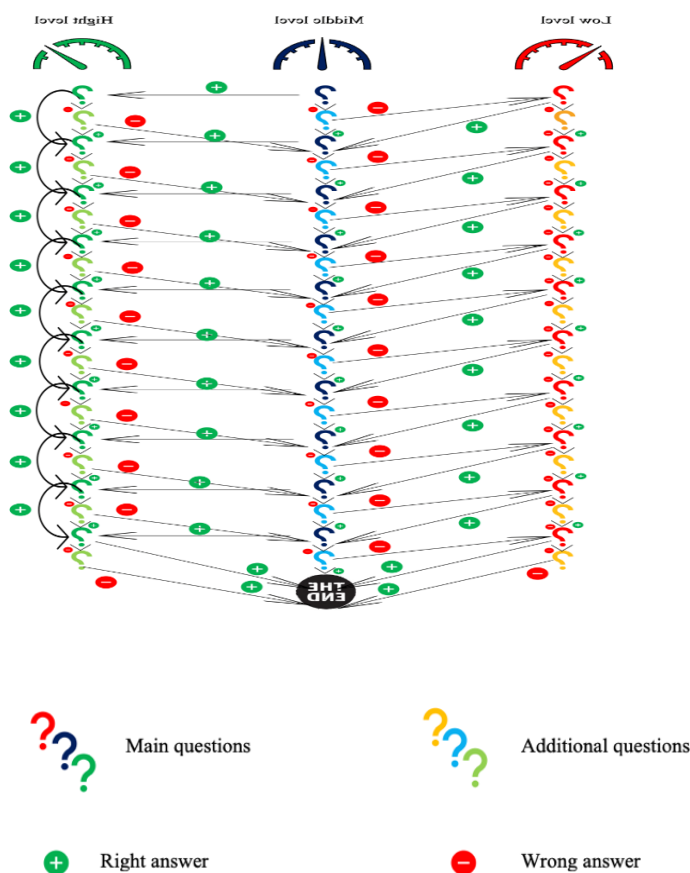 Hight level Middle level Low level
THE
END
Main questions Additional questions
Right answer Wrong answer